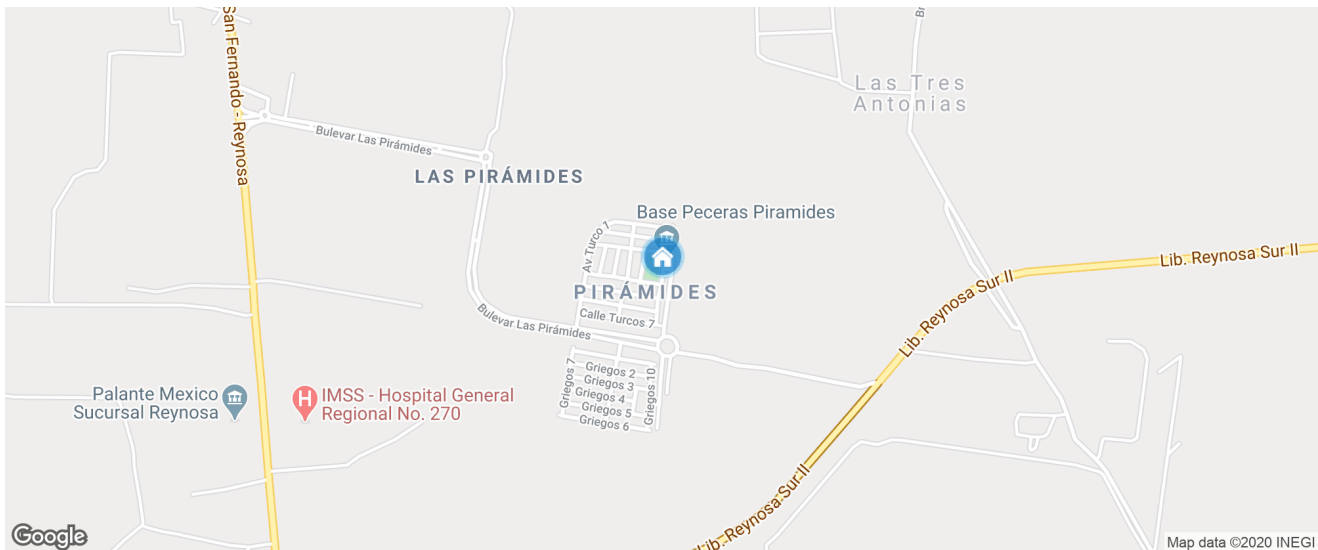 San Fernando - Reynosa
Br
Las Tres
Antonias
Bulevar Las Pirámides
LAS PIRÁMIDES
Base Peceras Piramides
Av Turco 1
Lib. Reynosa Sur II
Lib. Reynosa Sur II
PIRÁMIDES
Calle Turcos 7
Bulevar Las Pirámides
Griegos 7
Griegos 2
Griegos 3
Griegos 4
Griegos 5
Griegos 6
Griegos 10
Palante Mexico
Sucursal Reynosa
H
IMSS - Hospital General
Regional No. 270
Lib. Reynosa Sur II
Google
Map data ©2020 INEGI